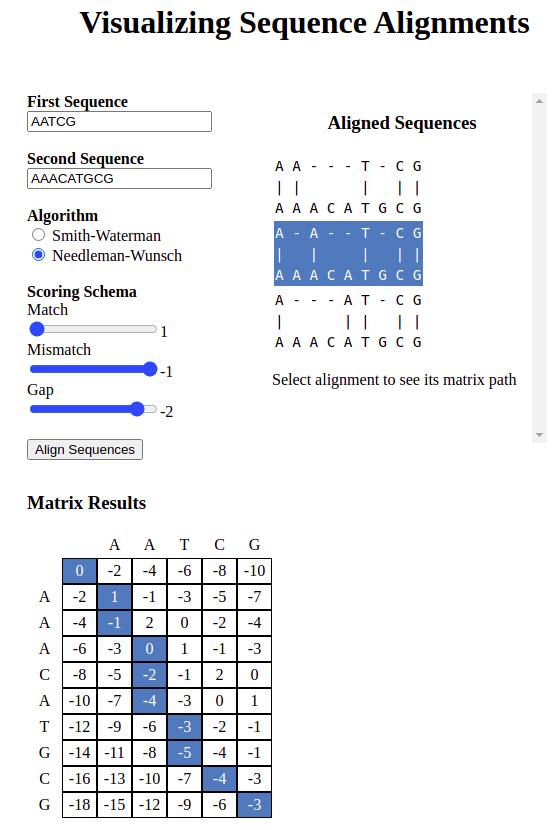 Visualizing Sequence Alignments
First Sequence
AATCG
Second Sequence
AAACATGCG
Algorithm
Smith-Waterman
Needleman-Wunsch
Scoring Schema
Match
1
Mismatch
-1
Gap
-2
Align Sequences
Aligned Sequences
A A - - - T - C G
| | | | |
A A A C A T G C G
A - A - - T - C G
| | | | |
A A A C A T G C G
A - - - A T - C G
| | | | |
A A A C A T G C G
Select alignment to see its matrix path
Matrix Results
A A T C G
0 -2 -4 -6 -8 -10
A -2 1 -1 -3 -5 -7
A -4 -1 2 0 -2 -4
A -6 -3 0 1 -1 -3
C -8 -5 -2 -1 2 0
A -10 -7 -4 -3 0 1
T -12 -9 -6 -3 -2 -1
G -14 -11 -8 -5 -4 -1
C -16 -13 -10 -7 -4 -3
G -18 -15 -12 -9 -6 -3